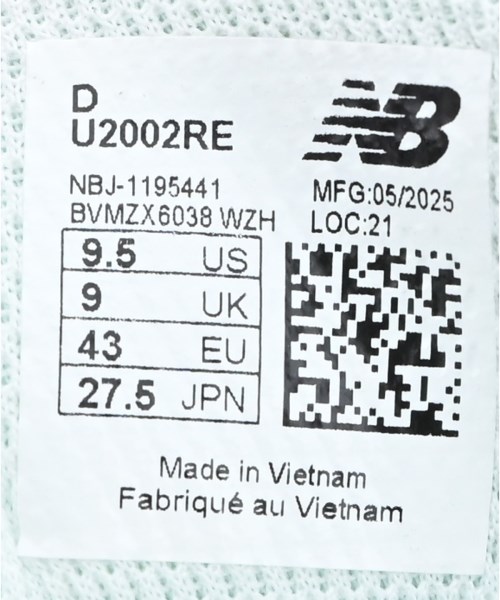 D
U2002RE
NB
NBJ-1195441
BVMZX6038 WZH
MFG:05/2025
LOC:21
9.5 US
9 UK
43 EU
27.5 JPN
Made in Vietnam
Fabriqué au Vietnam